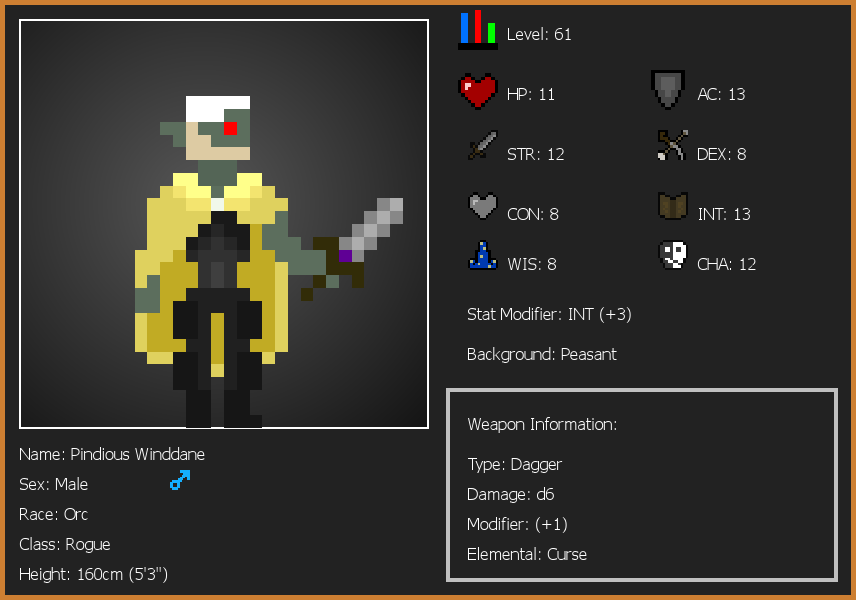 Level: 61
HP: 11
AC: 13
STR: 12
DEX: 8
CON: 8
INT: 13
WIS: 8
CHA: 12
Stat Modifier: INT (+3)
Background: Peasant
Weapon Information:
Type: Dagger
Damage: d6
Modifier: (+1)
Elemental: Curse
Name: Pindious Winddane
Sex: Male
Race: Orc
Class: Rogue
Height: 160cm (5'3")